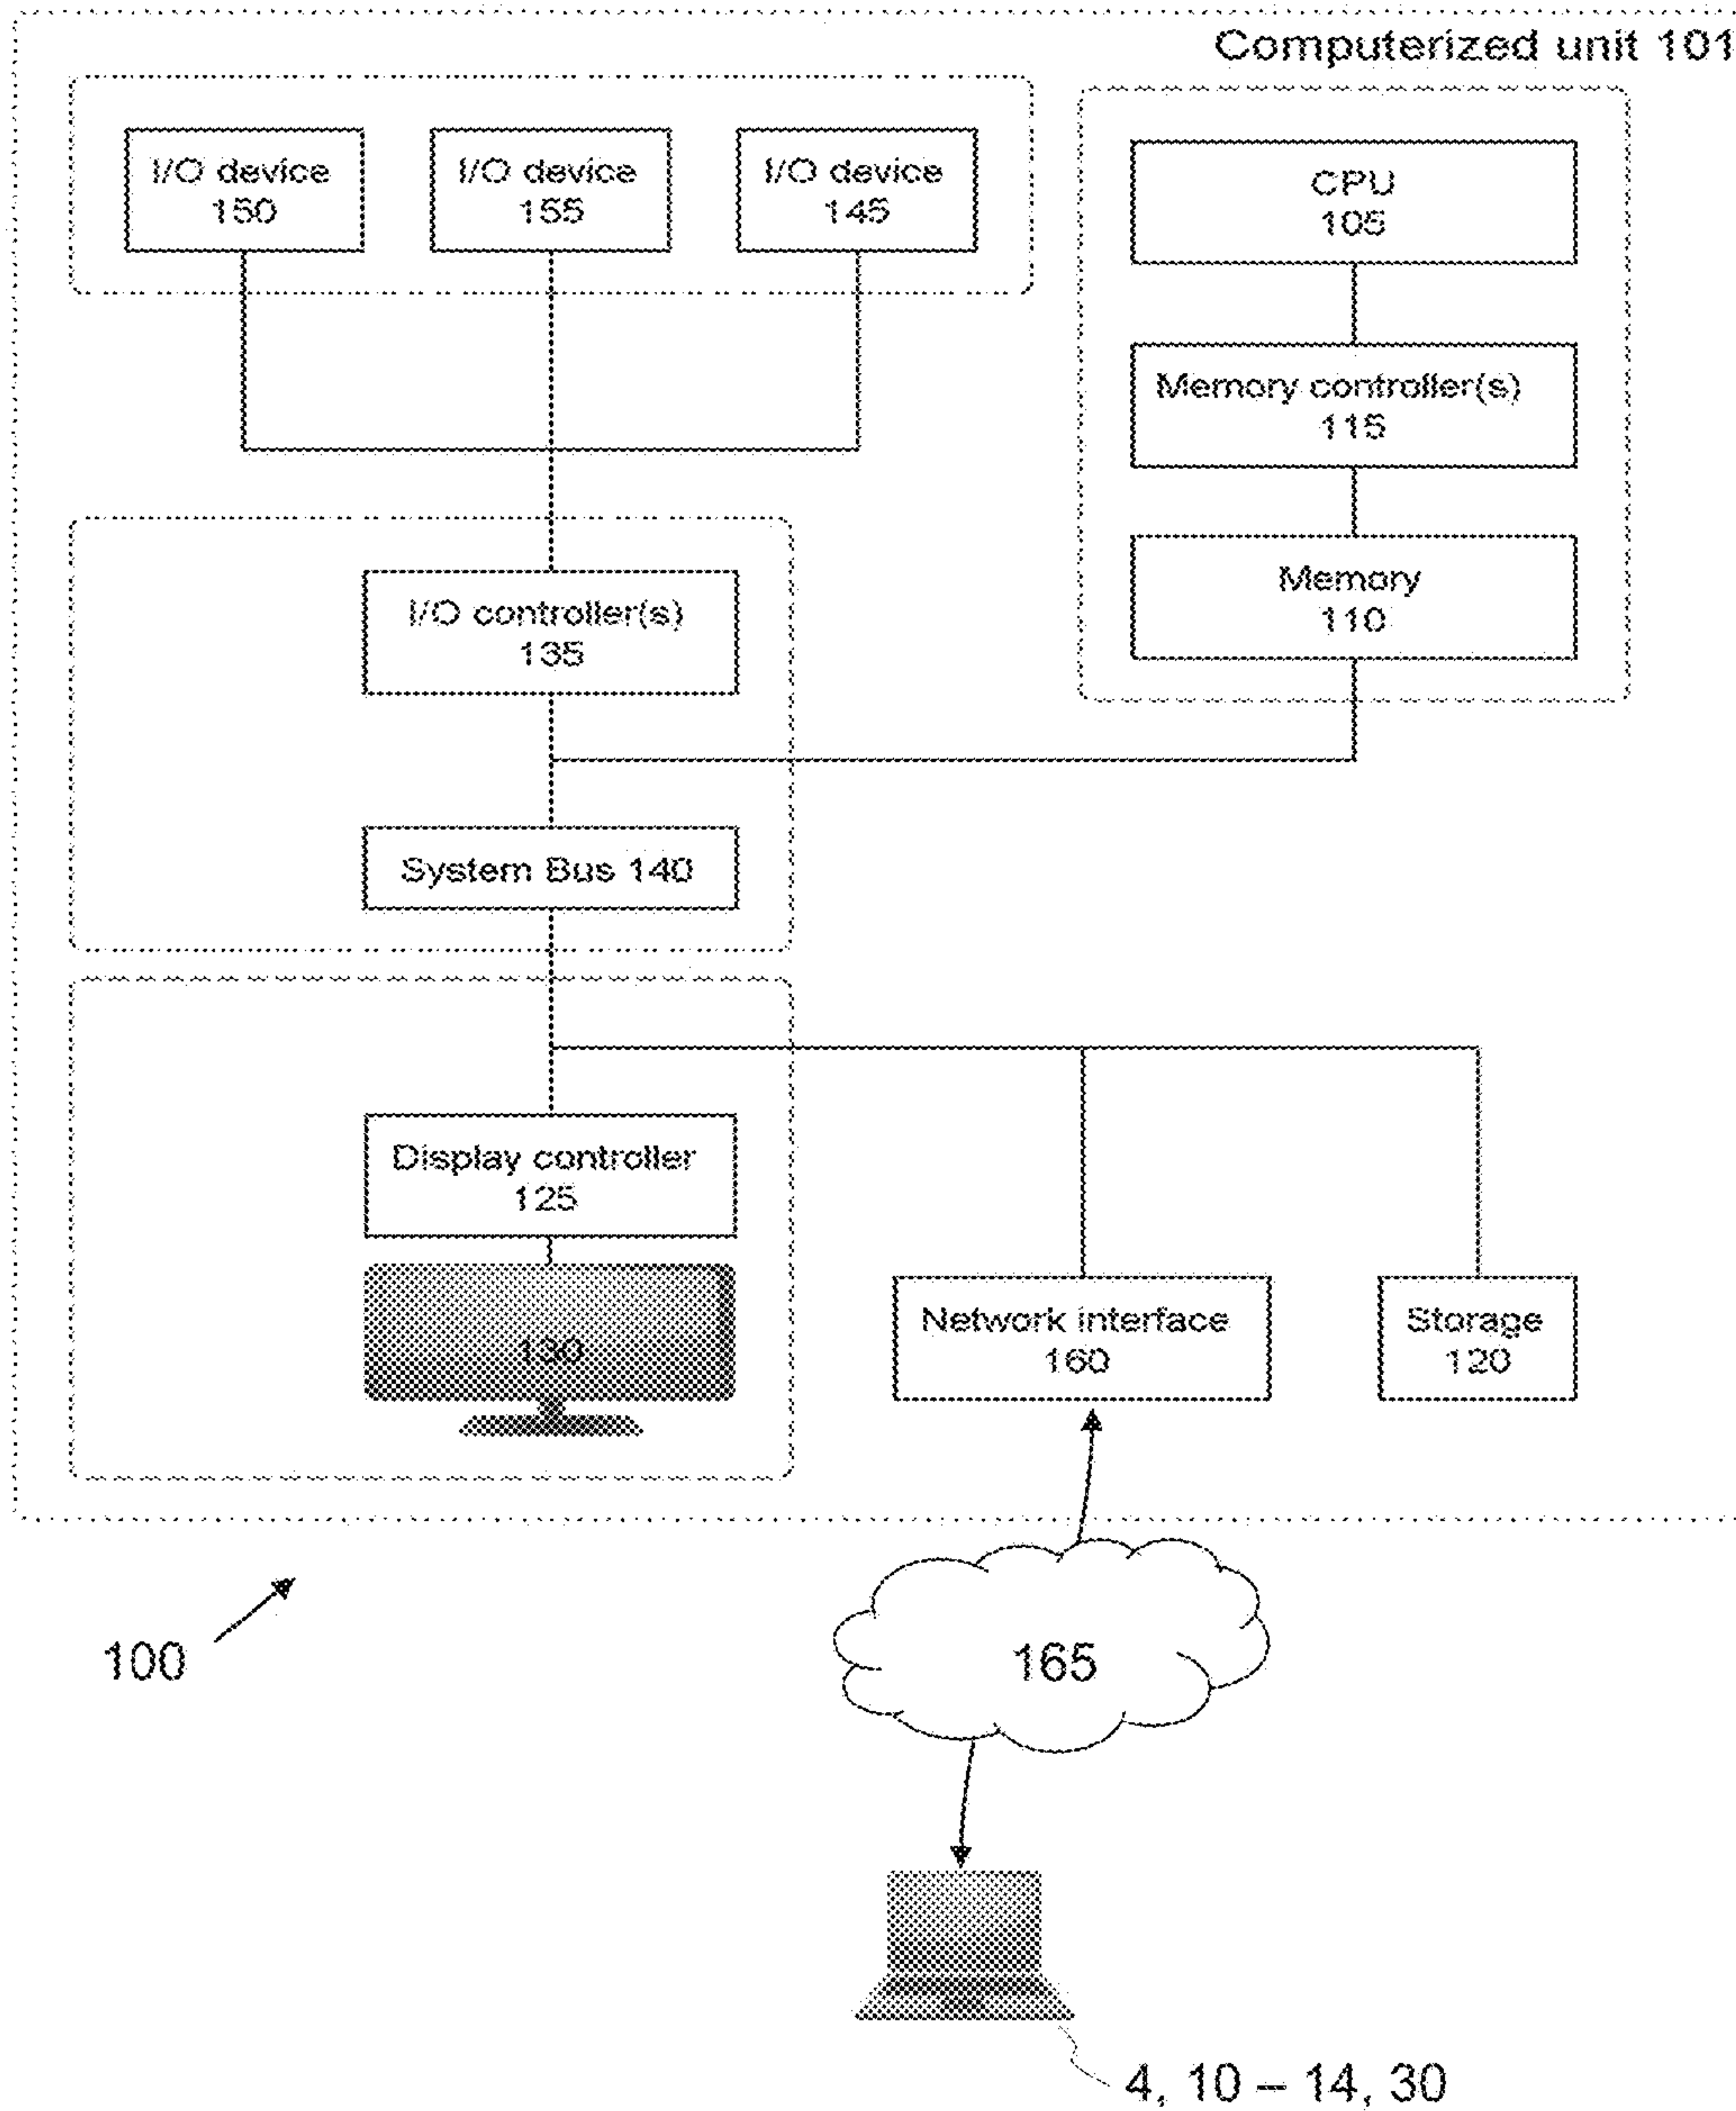 Computerized unit 101
I/O device
150
I/O device
155
I/O device
145
CPU
105
Memory controller(s)
115
Memory
110
I/O controller(s)
135
System Bus 140
Display controller
125
130
Network interface
160
Storage
120
100
165
4, 10 – 14, 30